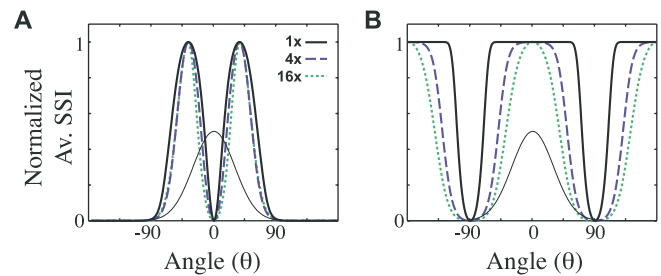 A
B
1
1x
4x
16x
Normalized
Av. SSI
0
-90
0
90
Angle (θ)
1
0
-90
0
90
Angle (θ)